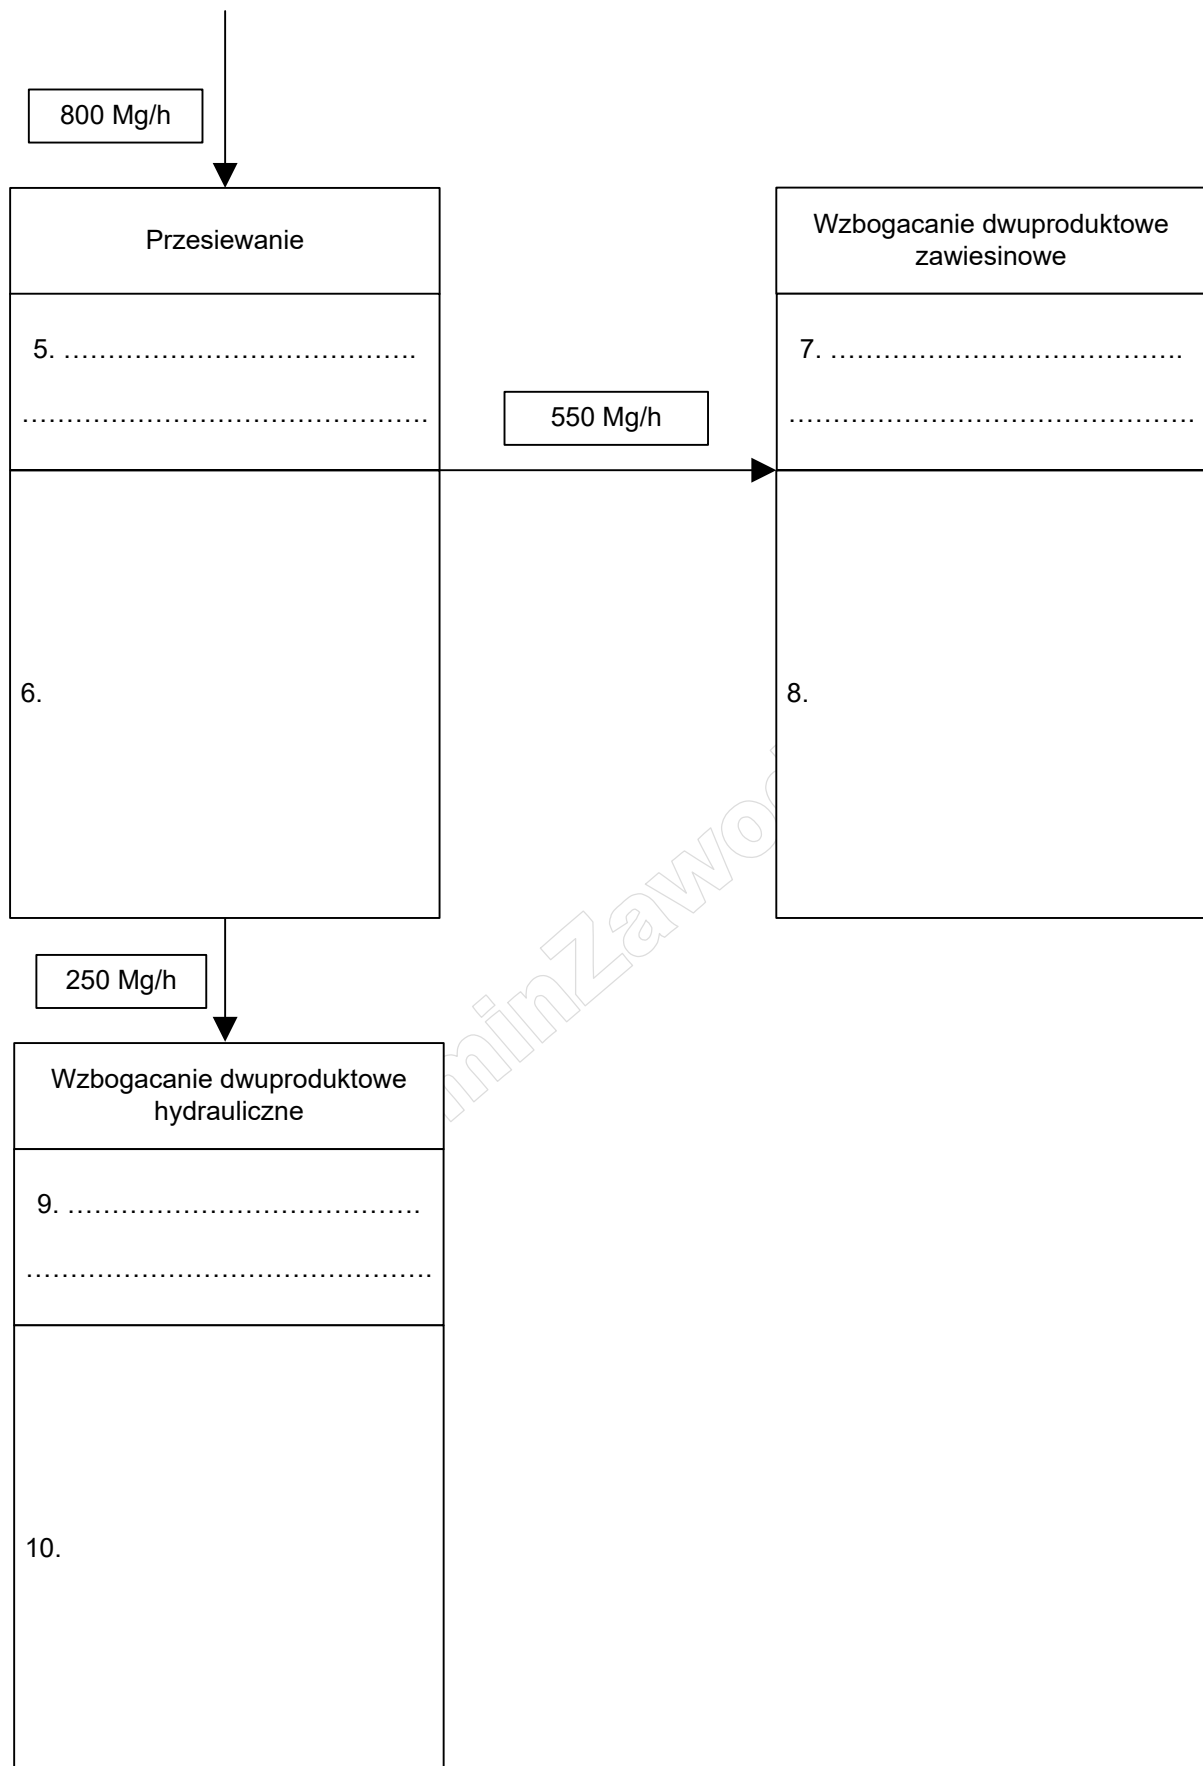 800 Mg/h
Przesiewanie
5. ………………………………….
……………………………………….
550 Mg/h
Wzbogacanie dwuproduktowe
zawiesinowe
7. ………………………………….
……………………………………….
6.
8.
250 Mg/h
Wzbogacanie dwuproduktowe
hydrauliczne
9. ………………………………….
……………………………………….
10.
minZawod